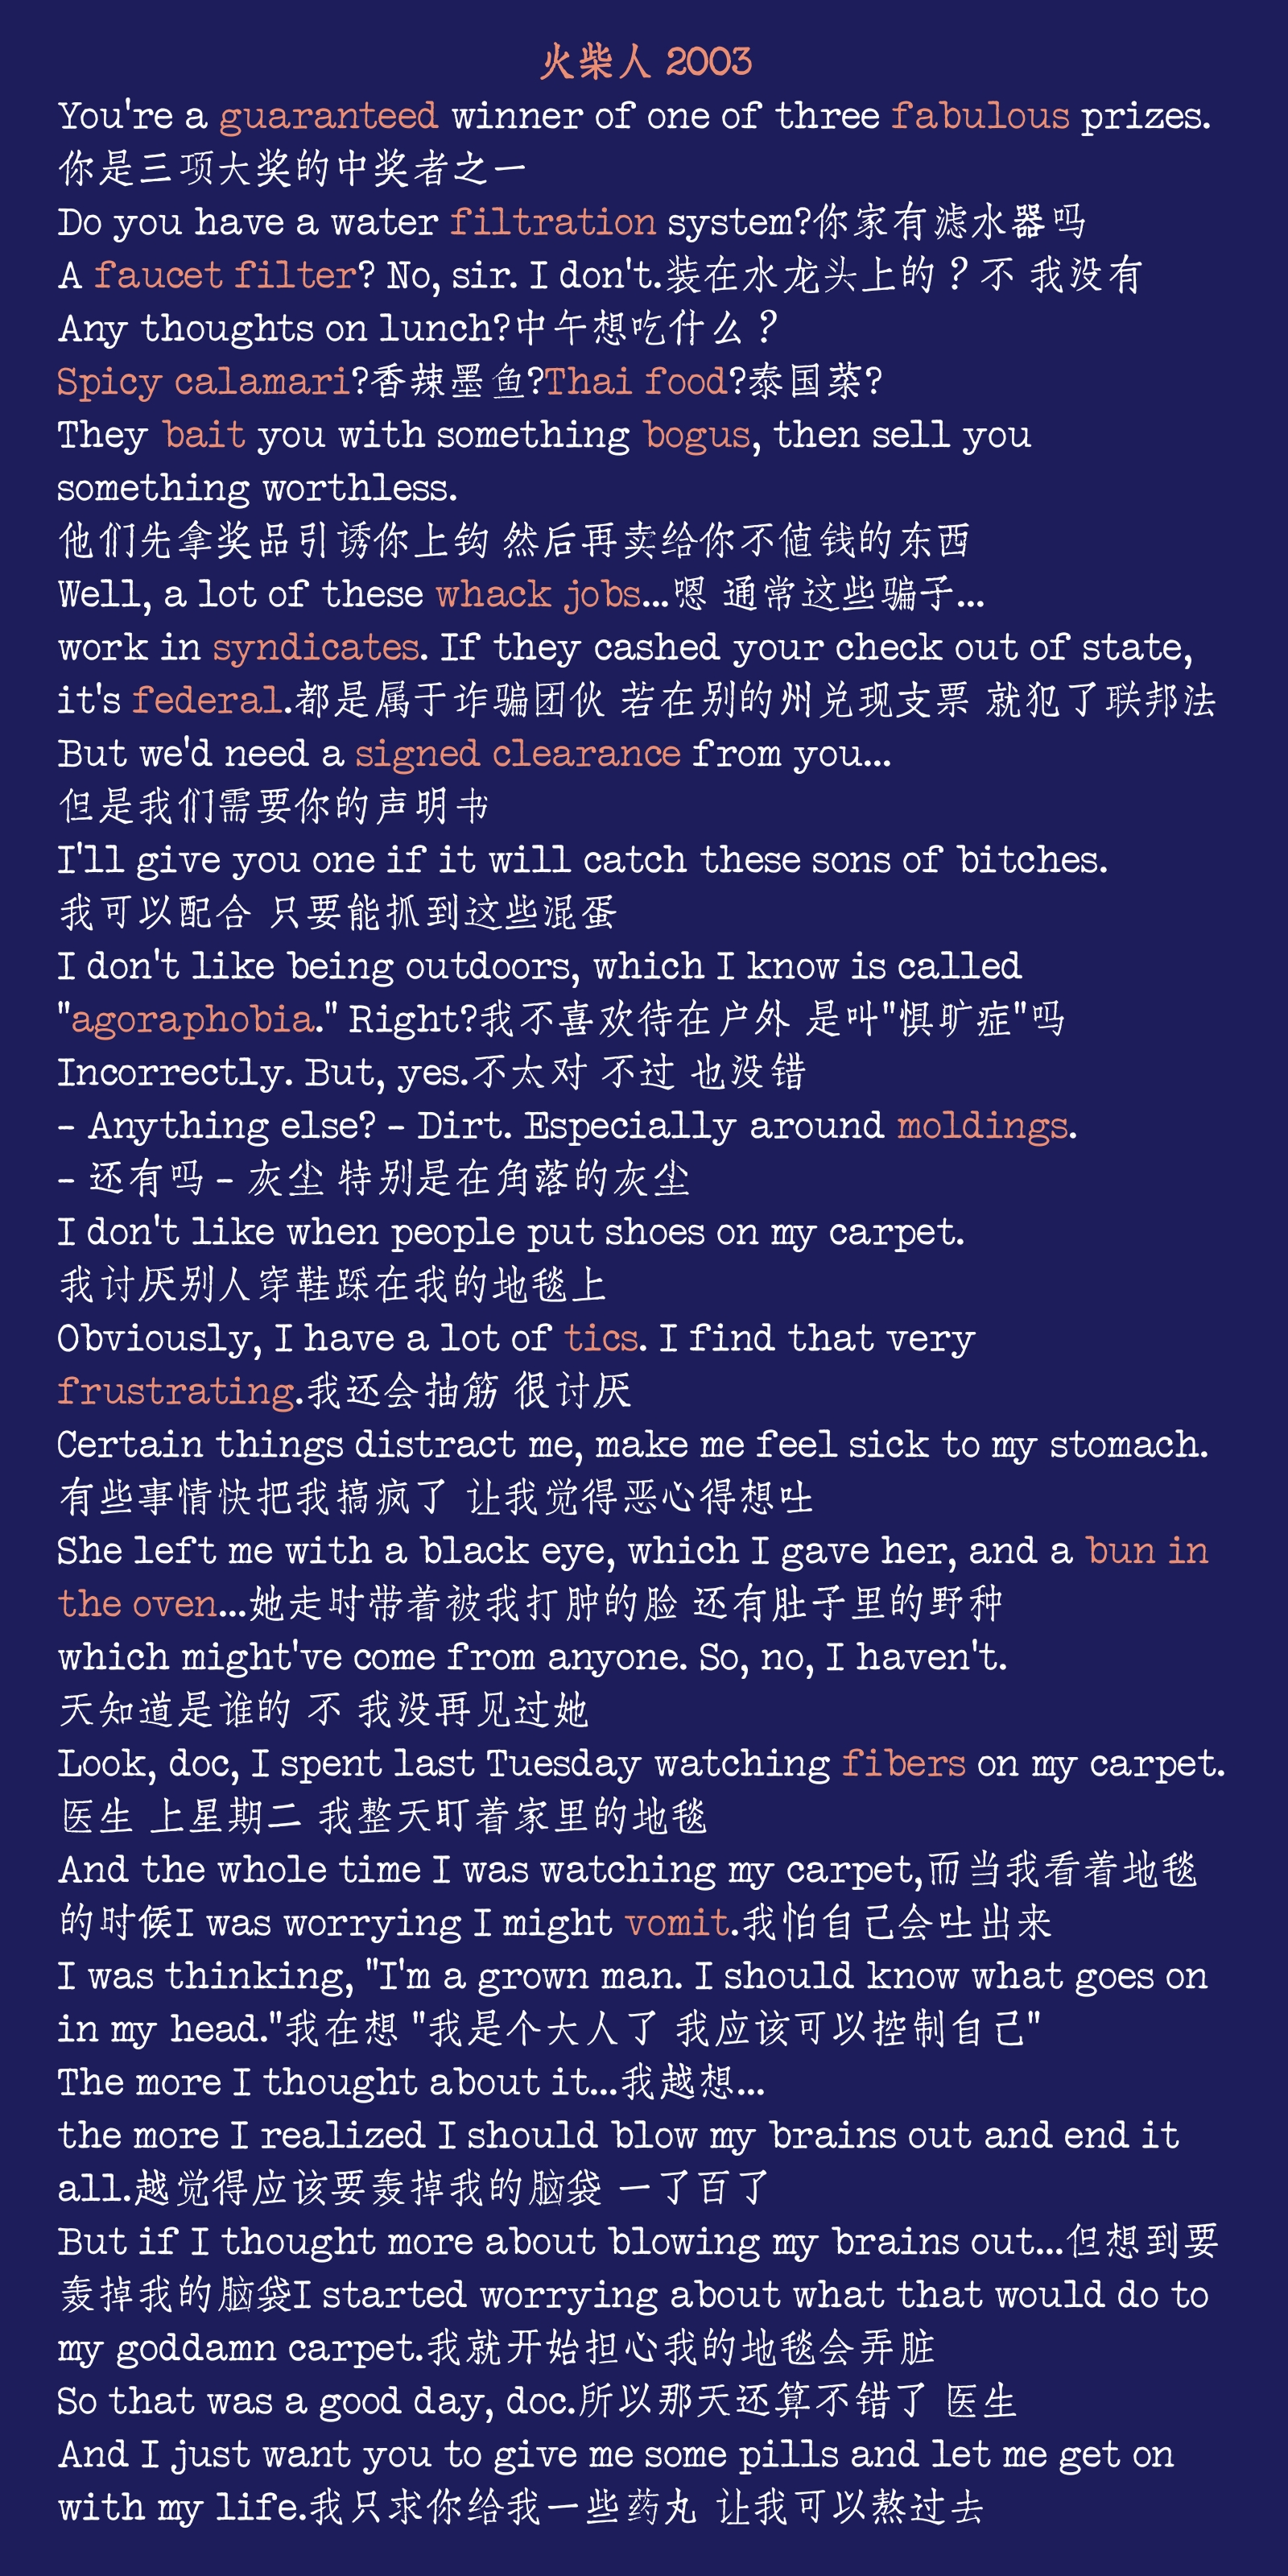 火柴人 2003
You're a guaranteed winner of one of three fabulous prizes.
你是三项大奖的中奖者之一
Do you have a water filtration system?你家有滤水器吗
A faucet filter? No, sir. I don't.装在水龙头上的？不 我没有
Any thoughts on lunch?中午想吃什么？
Spicy calamari?香辣墨鱼?Thai food?泰国菜?
They bait you with something bogus, then sell you
something worthless.
他们先拿奖品引诱你上钩 然后再卖给你不值钱的东西
Well, a lot of these whack jobs...嗯 通常这些骗子...
work in syndicates. If they cashed your check out of state,
it's federal.都是属于诈骗团伙 若在别的州兑现支票 就犯了联邦法
But we'd need a signed clearance from you...
但是我们需要你的声明书
I'll give you one if it will catch these sons of bitches.
我可以配合 只要能抓到这些混蛋
I don't like being outdoors, which I know is called
"agoraphobia." Right?我不喜欢待在户外 是叫"惧旷症"吗
Incorrectly. But, yes.不太对 不过 也没错
- Anything else? - Dirt. Especially around moldings.
- 还有吗 - 灰尘 特别是在角落的灰尘
I don't like when people put shoes on my carpet.
我讨厌别人穿鞋踩在我的地毯上
Obviously, I have a lot of tics. I find that very
frustrating.我还会抽筋 很讨厌
Certain things distract me, make me feel sick to my stomach.
有些事情快把我搞疯了 让我觉得恶心得想吐
She left me with a black eye, which I gave her, and a bun in
the oven...她走时带着被我打肿的脸 还有肚子里的野种
which might've come from anyone. So, no, I haven't.
天知道是谁的 不 我没再见过她
Look, doc, I spent last Tuesday watching fibers on my carpet.
医生 上星期二 我整天盯着家里的地毯
And the whole time I was watching my carpet,而当我看着地毯
的时候I was worrying I might vomit.我怕自己会吐出来
I was thinking, "I'm a grown man. I should know what goes on
in my head."我在想 "我是个大人了 我应该可以控制自己"
The more I thought about it...我越想...
the more I realized I should blow my brains out and end it
all.越觉得应该要轰掉我的脑袋 一了百了
But if I thought more about blowing my brains out...但想到要
轰掉我的脑袋I started worrying about what that would do to
my goddamn carpet.我就开始担心我的地毯会弄脏
So that was a good day, doc.所以那天还算不错了 医生
And I just want you to give me some pills and let me get on
with my life.我只求你给我一些药丸 让我可以熬过去